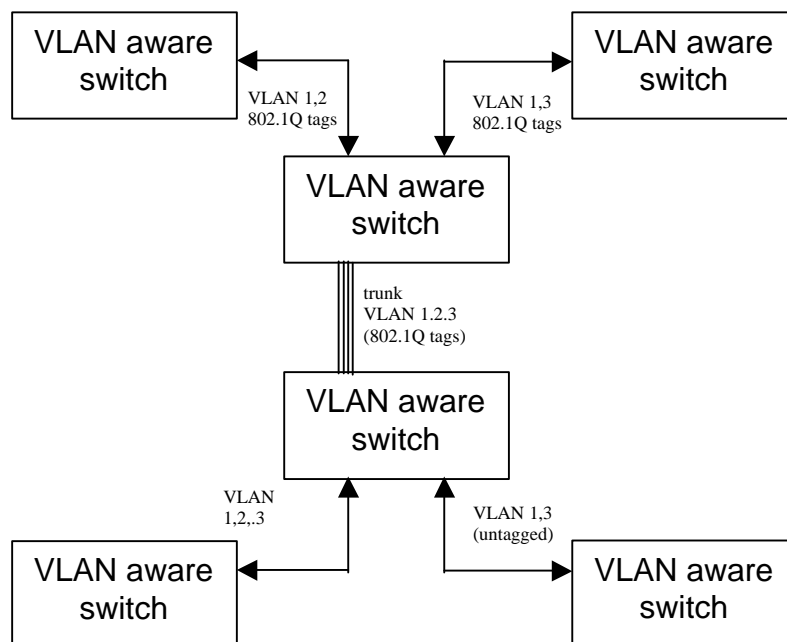 VLAN aware
switch
VLAN aware
switch
VLAN 1,2
802.1Q tags
VLAN 1,3
802.1Q tags
VLAN aware
switch
trunk
VLAN 1.2.3
(802.1Q tags)
VLAN aware
switch
VLAN
1,2,.3
VLAN 1,3
(untagged)
VLAN aware
switch
VLAN aware
switch